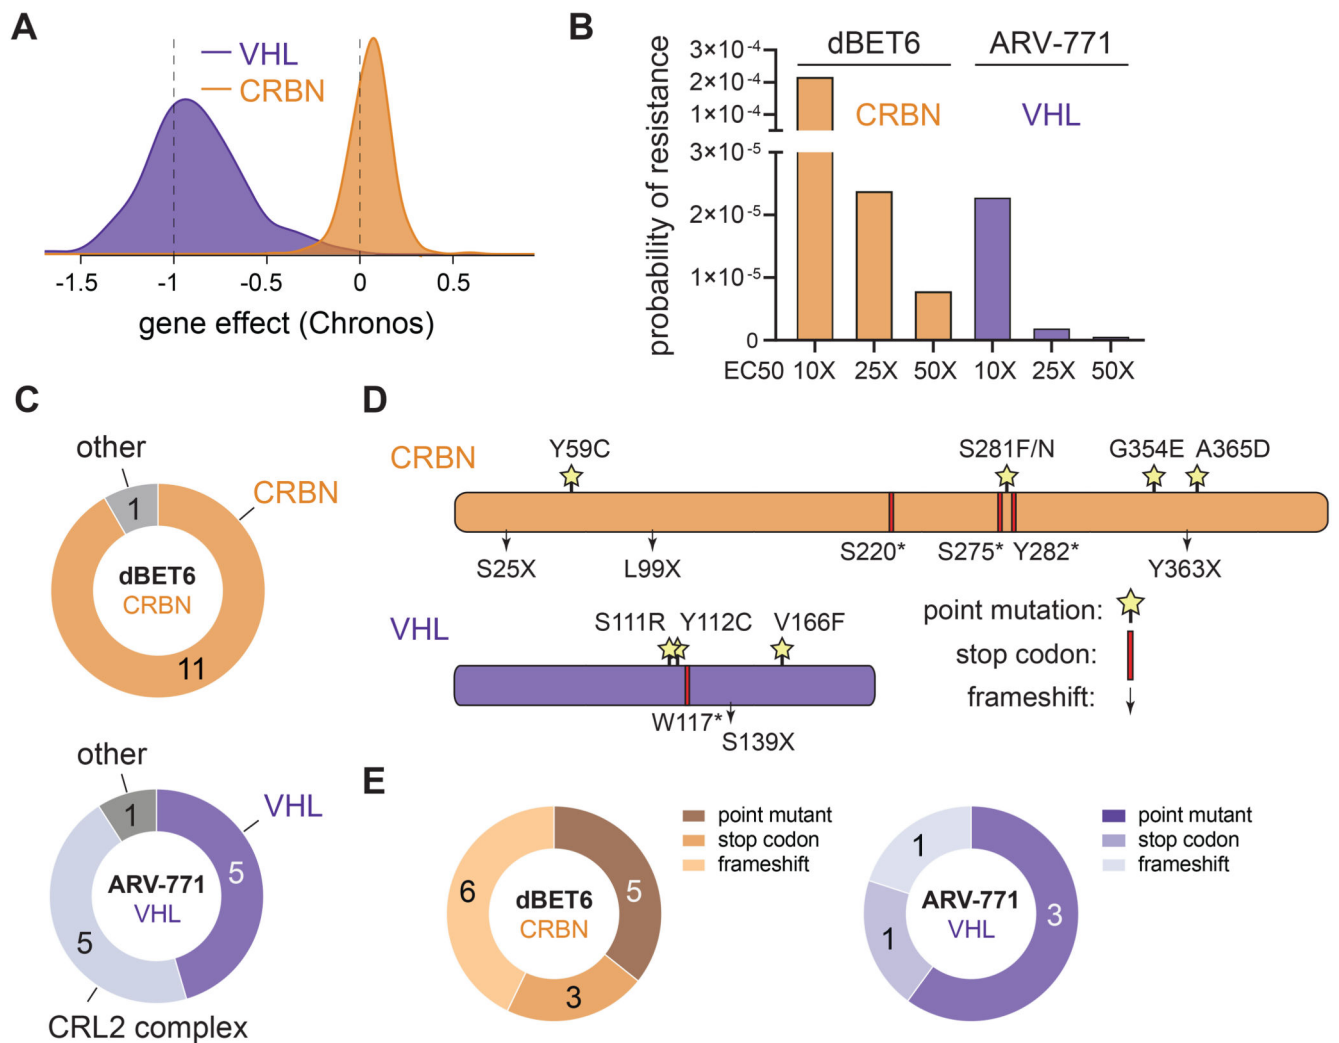 A
VHL
CRBN
-1.5 -1 -0.5 0 0.5
gene effect (Chronos)
B
probability of resistance
dBET6 ARV-771
CRBN VHL
3×10-4
2×10-4
1×10-4
3×10-5
2×10-5
1×10-5
0
EC50 10X 25X 50X 10X 25X 50X
C
other
CRBN
1
dBET6
CRBN
11
other
VHL
1
5
ARV-771
VHL
5
CRL2 complex
D
CRBN
Y59C S281F/N G354E A365D
S220* S275* Y282*
S25X L99X Y363X
VHL
S111R Y112C V166F
W117*
S139X
point mutation:
stop codon:
frameshift:
E
6
5
dBET6
CRBN
3
point mutant
stop codon
frameshift
1
ARV-771
VHL
3
1
point mutant
stop codon
frameshift